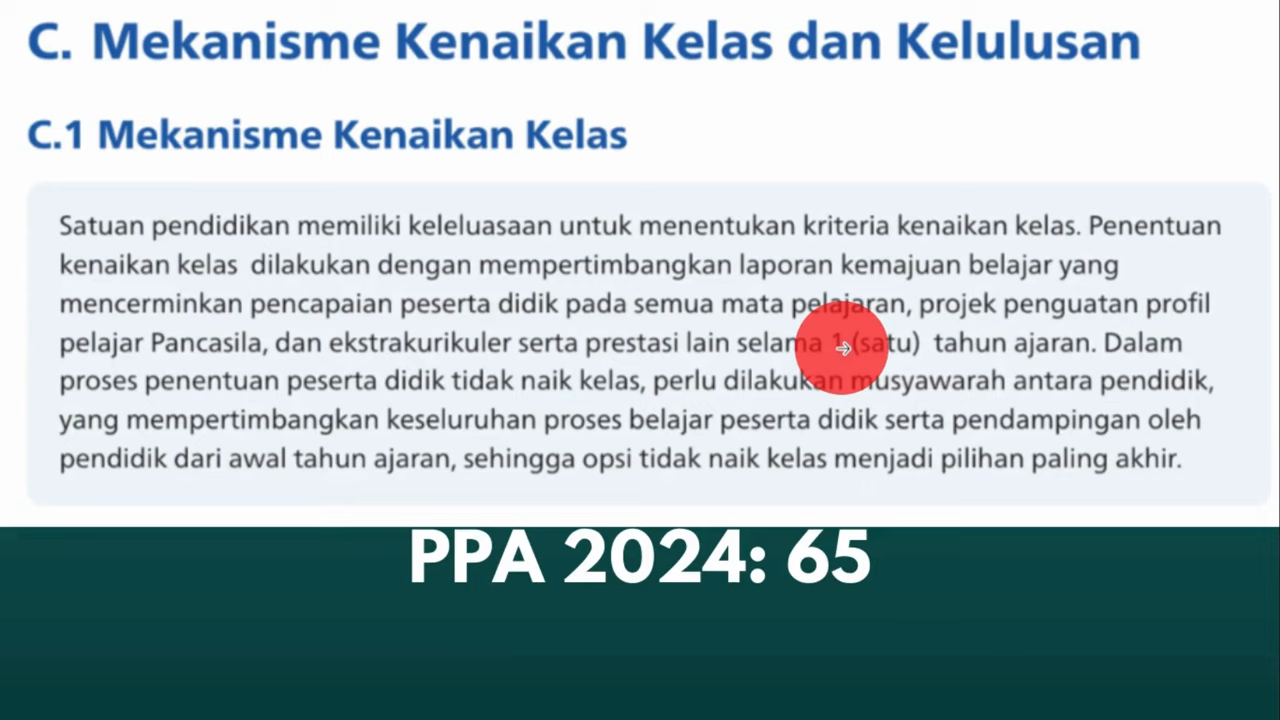 C. Mekanisme Kenaikan Kelas dan Kelulusan
C.1 Mekanisme Kenaikan Kelas
Satuan pendidikan memiliki keleluasaan untuk menentukan kriteria kenaikan kelas. Penentuan
kenaikan kelas dilakukan dengan mempertimbangkan laporan kemajuan belajar yang
mencerminkan pencapaian peserta didik pada semua mata pelajaran, projek penguatan profil
pelajar Pancasila, dan ekstrakurikuler serta prestasi lain selama 1 (satu) tahun ajaran. Dalam
proses penentuan peserta didik tidak naik kelas, perlu dilakukan musyawarah antara pendidik,
yang mempertimbangkan keseluruhan proses belajar peserta didik serta pendampingan oleh
pendidik dari awal tahun ajaran, sehingga opsi tidak naik kelas menjadi pilihan paling akhir.
PPA 2024: 65